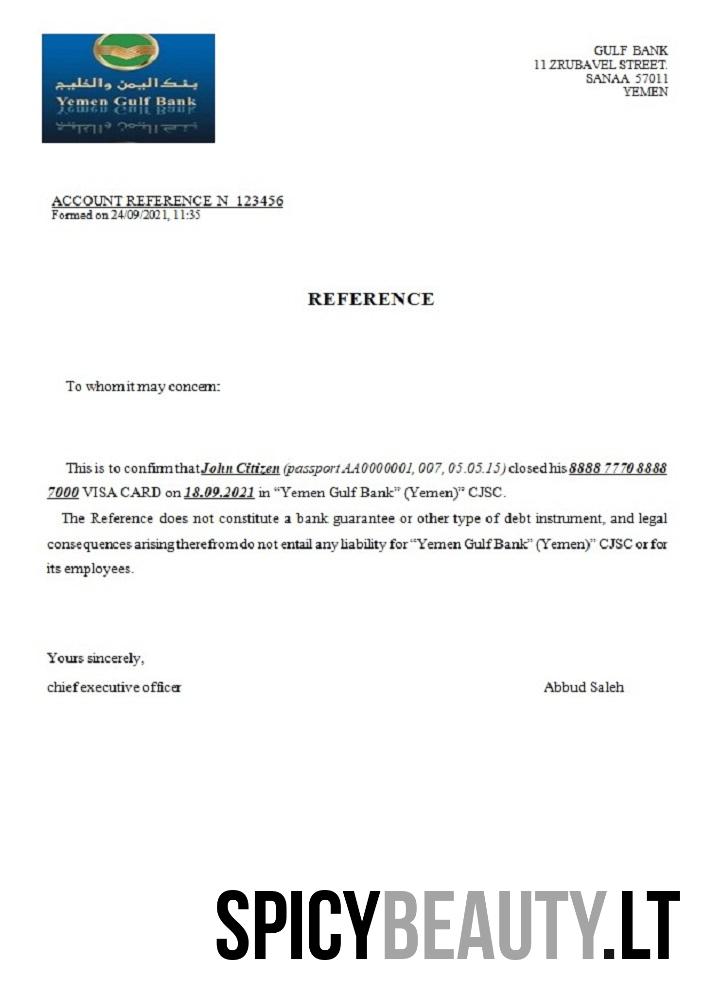 بنك اليمن والخليج
Yemen Gulf Bank
GULF BANK
11 ZRUBAVEL STREET.
SANAA 57011
YEMEN
ACCOUNT REFERENCE N 123456
Formed on 24/09/2021, 11:35
REFERENCE
To whom it may concern:
This is to confirm that John Citizen (passport AA0000001, 007, 05.05.15) closed his 8888 7770 8888
7000 VISA CARD on 18.09.2021 in “Yemen Gulf Bank” (Yemen)” CJSC.
The Reference does not constitute a bank guarantee or other type of debt instrument, and legal
consequences arising therefrom do not entail any liability for “Yemen Gulf Bank” (Yemen)” CJSC or for
its employees.
Yours sincerely,
chief executive officer Abbud Saleh
SPICYBEAUTY.LT